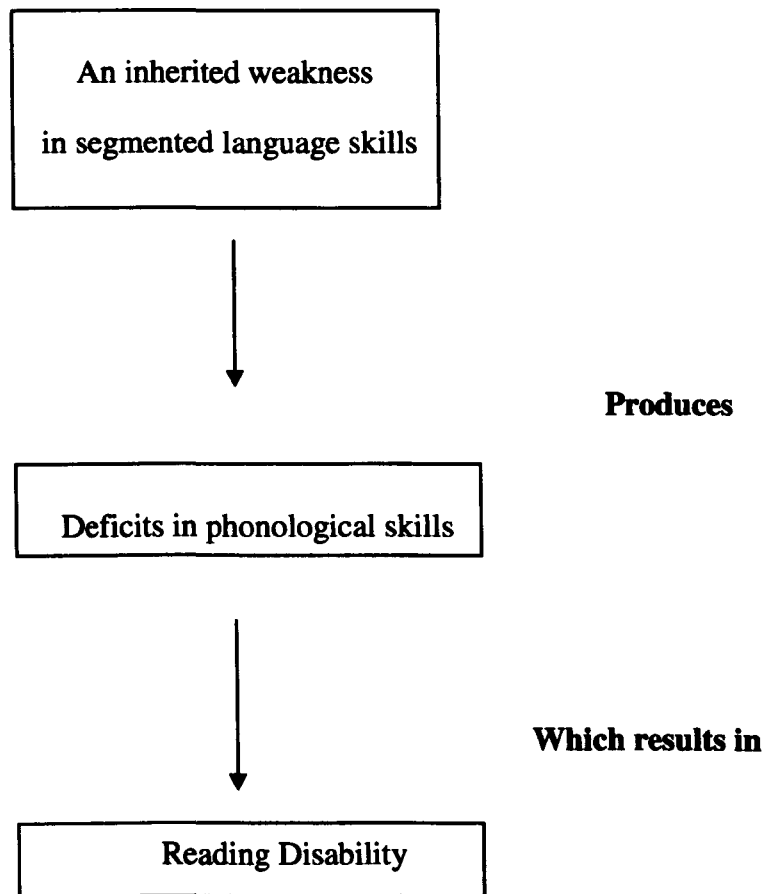 An inherited weakness
in segmented language skills
Produces
Deficits in phonological skills
Which results in
Reading Disability